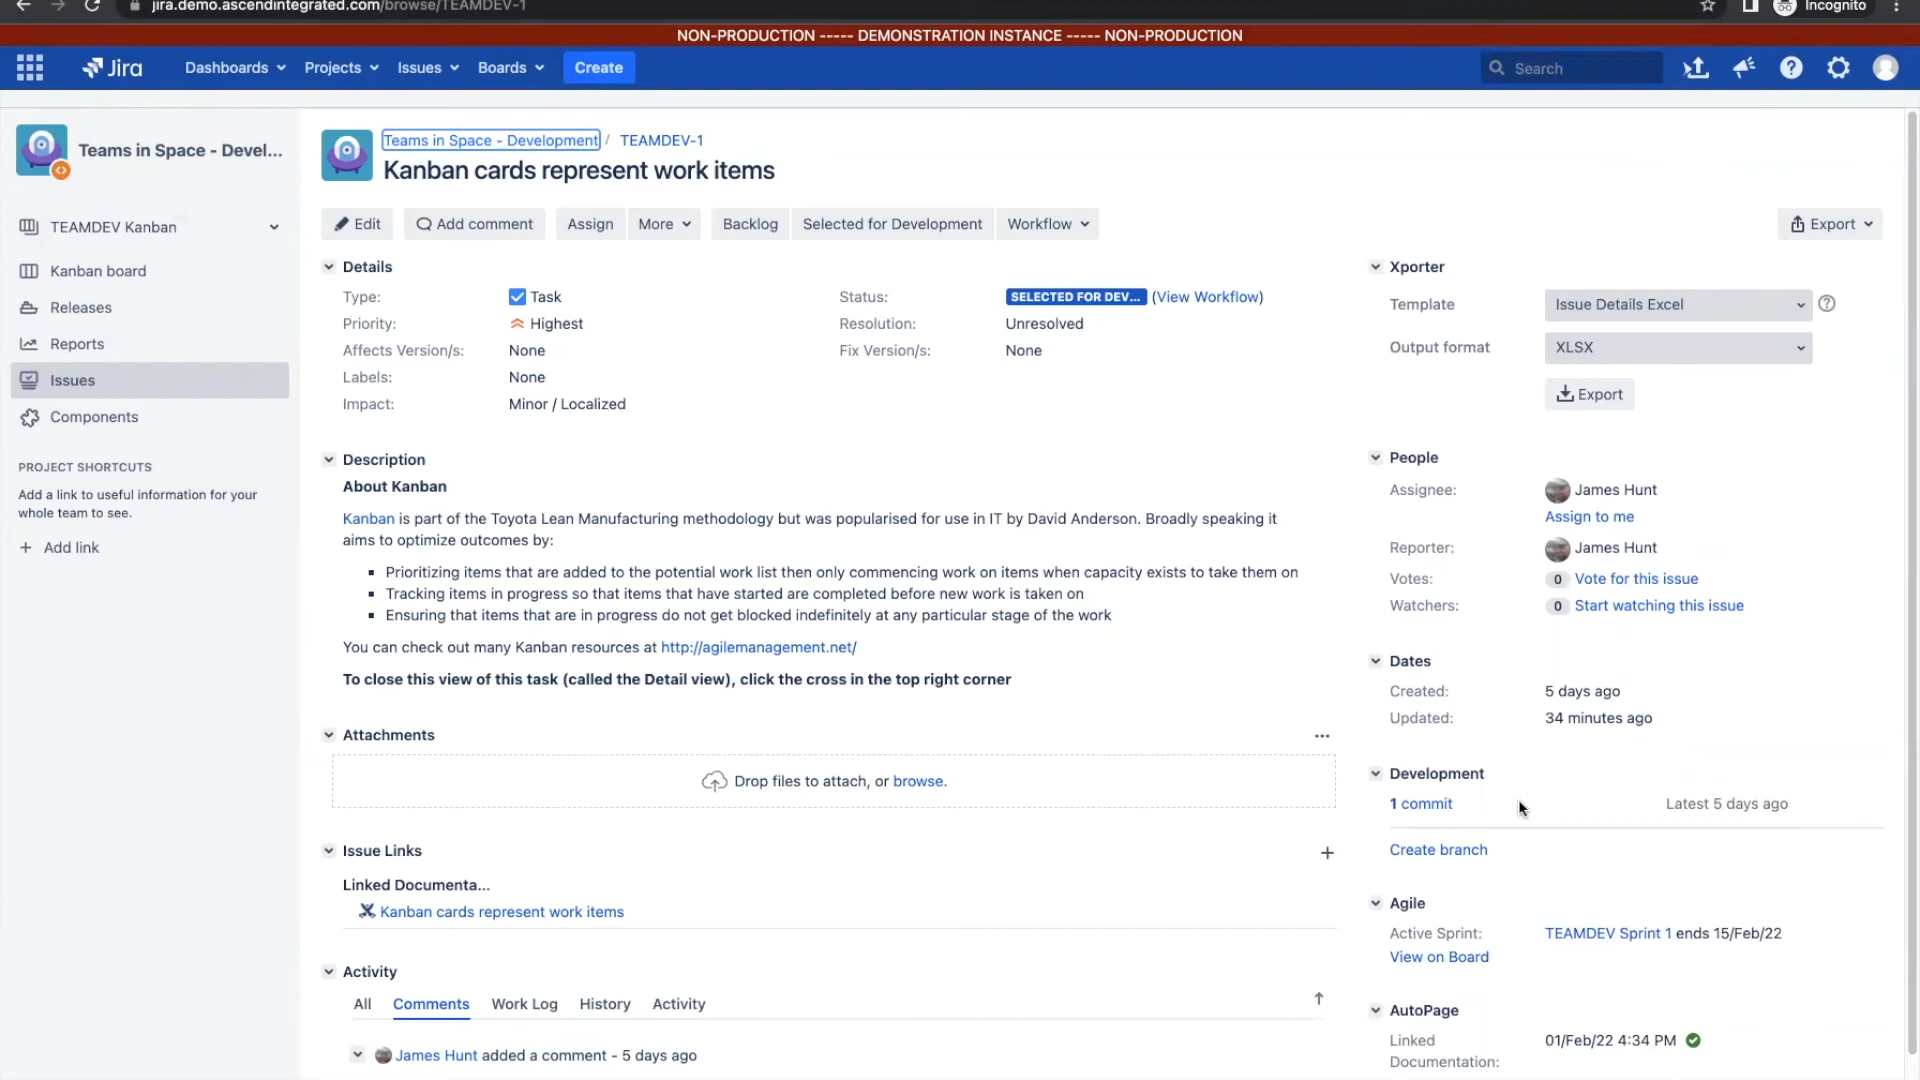 jira.demo.ascendintegrated.com/browse/TEAMDEV-1
Incognito
NON-PRODUCTION ----- DEMONSTRATION INSTANCE ----- NON-PRODUCTION
Jira
Dashboards
Projects
Issues
Boards
Create
Search
Teams in Space - Devel...
TEAMDEV Kanban
Kanban board
Releases
Reports
Issues
Components
PROJECT SHORTCUTS
Add a link to useful information for your
whole team to see.
+ Add link
Teams in Space - Development / TEAMDEV-1
Kanban cards represent work items
Edit
Add comment
Assign
More
Backlog
Selected for Development
Workflow
Export
Details
Type: Task
Priority: Highest
Affects Version/s: None
Labels: None
Impact: Minor / Localized
Status: SELECTED FOR DEV... (View Workflow)
Resolution: Unresolved
Fix Version/s: None
Description
About Kanban
Kanban is part of the Toyota Lean Manufacturing methodology but was popularised for use in IT by David Anderson. Broadly speaking it
aims to optimize outcomes by:
Prioritizing items that are added to the potential work list then only commencing work on items when capacity exists to take them on
Tracking items in progress so that items that have started are completed before new work is taken on
Ensuring that items that are in progress do not get blocked indefinitely at any particular stage of the work
You can check out many Kanban resources at http://agilemanagement.net/
To close this view of this task (called the Detail view), click the cross in the top right corner
Attachments
Drop files to attach, or browse.
Issue Links
Linked Documenta...
Kanban cards represent work items
Activity
All
Comments
Work Log
History
Activity
James Hunt added a comment - 5 days ago
Xporter
Template Issue Details Excel
Output format XLSX
Export
People
Assignee: James Hunt
Assign to me
Reporter: James Hunt
Votes: 0 Vote for this issue
Watchers: 0 Start watching this issue
Dates
Created: 5 days ago
Updated: 34 minutes ago
Development
1 commit Latest 5 days ago
Create branch
Agile
Active Sprint: TEAMDEV Sprint 1 ends 15/Feb/22
View on Board
AutoPage
Linked 01/Feb/22 4:34 PM
Documentation: